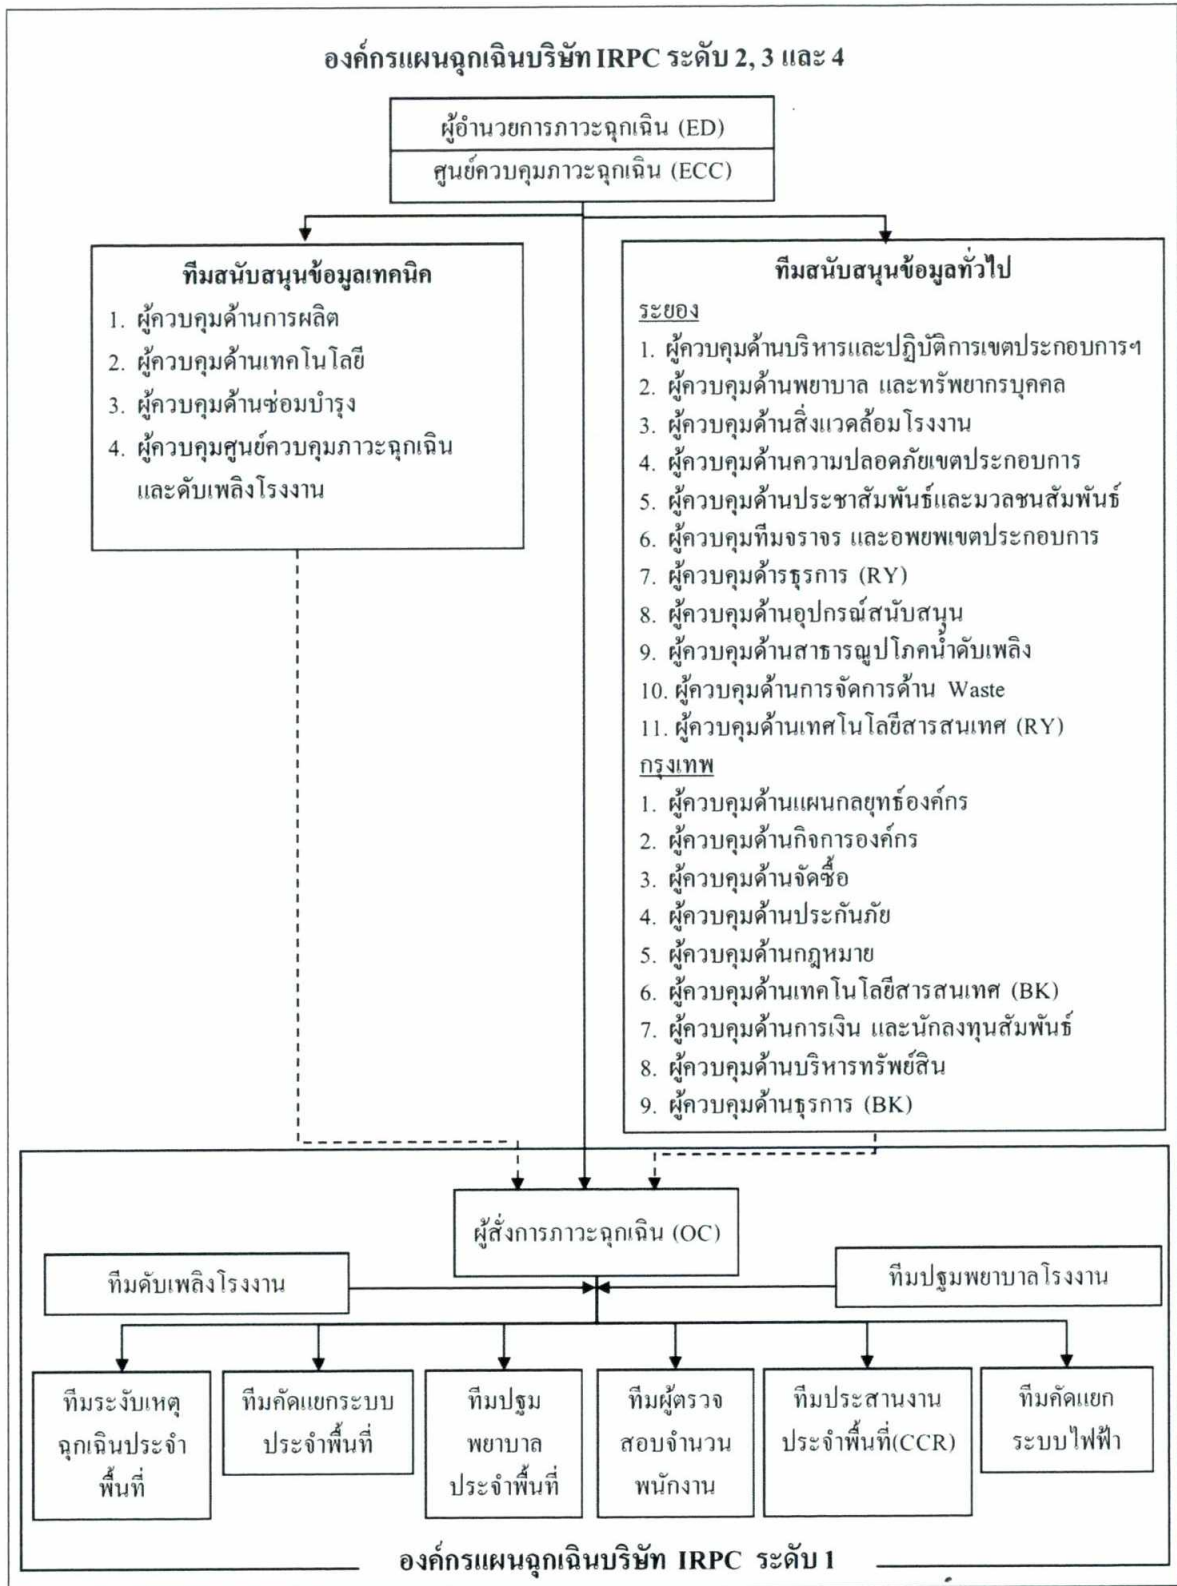 องค์กรแผนฉุกเฉินบริษัท IRPC ระดับ 2, 3 และ 4
ผู้อำนวยการภาวะฉุกเฉิน (ED)
ศูนย์ควบคุมภาวะฉุกเฉิน (ECC)
ทีมสนับสนุนข้อมูลเทคนิค
1. ผู้ควบคุมด้านการผลิต
2. ผู้ควบคุมด้านเทคโนโลยี
3. ผู้ควบคุมด้านซ่อมบำรุง
4. ผู้ควบคุมศูนย์ควบคุมภาวะฉุกเฉิน
และดับเพลิงโรงงาน
ทีมสนับสนุนข้อมูลทั่วไป
ระยอง
1. ผู้ควบคุมด้านบริหารและปฏิบัติการเขตประกอบการฯ
2. ผู้ควบคุมด้านพยาบาล และทรัพยากรบุคคล
3. ผู้ควบคุมด้านสิ่งแวดล้อมโรงงาน
4. ผู้ควบคุมด้านความปลอดภัยเขตประกอบการ
5. ผู้ควบคุมด้านประชาสัมพันธ์และมวลชนสัมพันธ์
6. ผู้ควบคุมทีมจราจร และอพยพเขตประกอบการ
7. ผู้ควบคุมด้ารธุรการ (RY)
8. ผู้ควบคุมด้านอุปกรณ์สนับสนุน
9. ผู้ควบคุมด้านสาธารณูปโภคน้ำดับเพลิง
10. ผู้ควบคุมด้านการจัดการด้าน Waste
11. ผู้ควบคุมด้านเทศโนโลยีสารสนเทศ (RY)
กรุงเทพ
1. ผู้ควบคุมด้านแผนกลยุทธ์องค์กร
2. ผู้ควบคุมด้านกิจการองค์กร
3. ผู้ควบคุมด้านจัดซื้อ
4. ผู้ควบคุมด้านประกันภัย
5. ผู้ควบคุมด้านกฎหมาย
6. ผู้ควบคุมด้านเทคโนโลยีสารสนเทศ (BK)
7. ผู้ควบคุมด้านการเงิน และนักลงทุนสัมพันธ์
8. ผู้ควบคุมด้านบริหารทรัพย์สิน
9. ผู้ควบคุมด้านธุรการ (BK)
ผู้สั่งการภาวะฉุกเฉิน (OC)
ทีมดับเพลิงโรงงาน
ทีมปฐมพยาบาลโรงงาน
ทีมระงับเหตุ
ฉุกเฉินประจำ
พื้นที่
ทีมคัดแยกระบบ
ประจำพื้นที่
ทีมปฐม
พยาบาล
ประจำพื้นที่
ทีมผู้ตรวจ
สอบจำนวน
พนักงาน
ทีมประสานงาน
ประจำพื้นที่(CCR)
ทีมคัดแยก
ระบบไฟฟ้า
องค์กรแผนฉุกเฉินบริษัท IRPC ระดับ 1